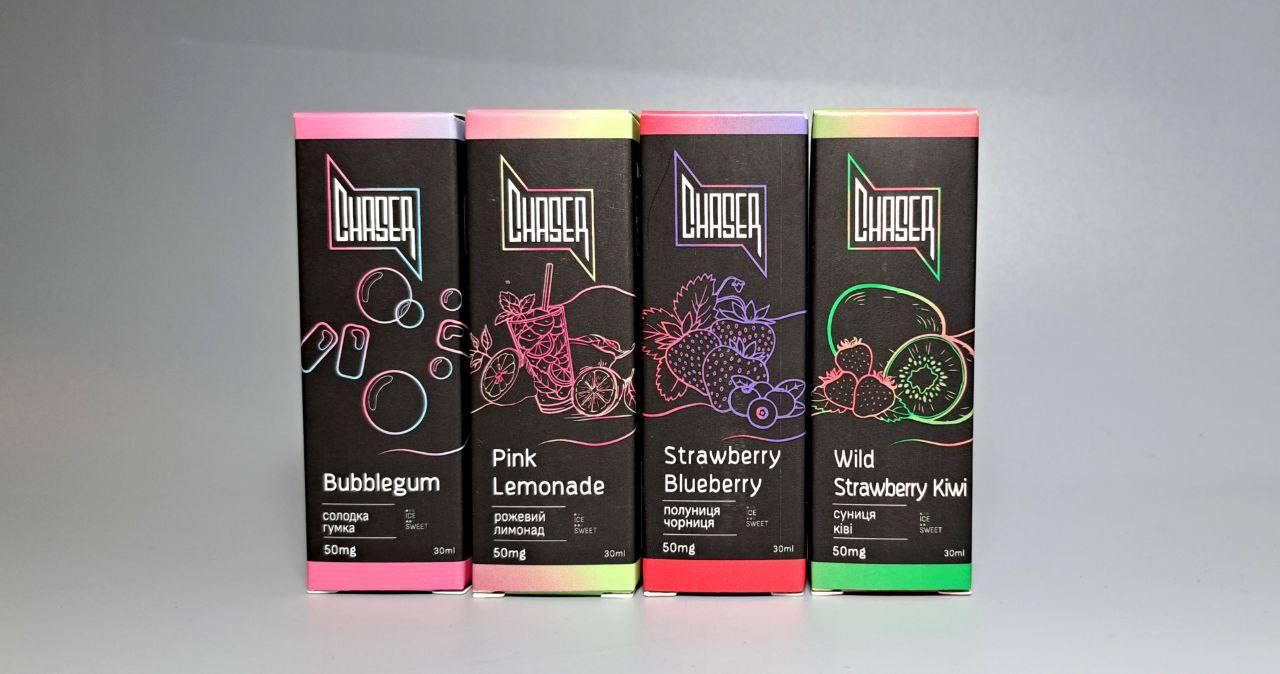 CHASER
Bubblegum
солодка
гумка
ICE
SWEET
50mg
30ml
CHASER
Pink
Lemonade
рожевий
лимонад
ICE
SWEET
50mg
30ml
CHASER
Strawberry
Blueberry
полуниця
чорниця
ICE
SWEET
50mg
30ml
CHASER
Wild
Strawberry Kiwi
суниця
ківі
ICE
SWEET
50mg
30ml